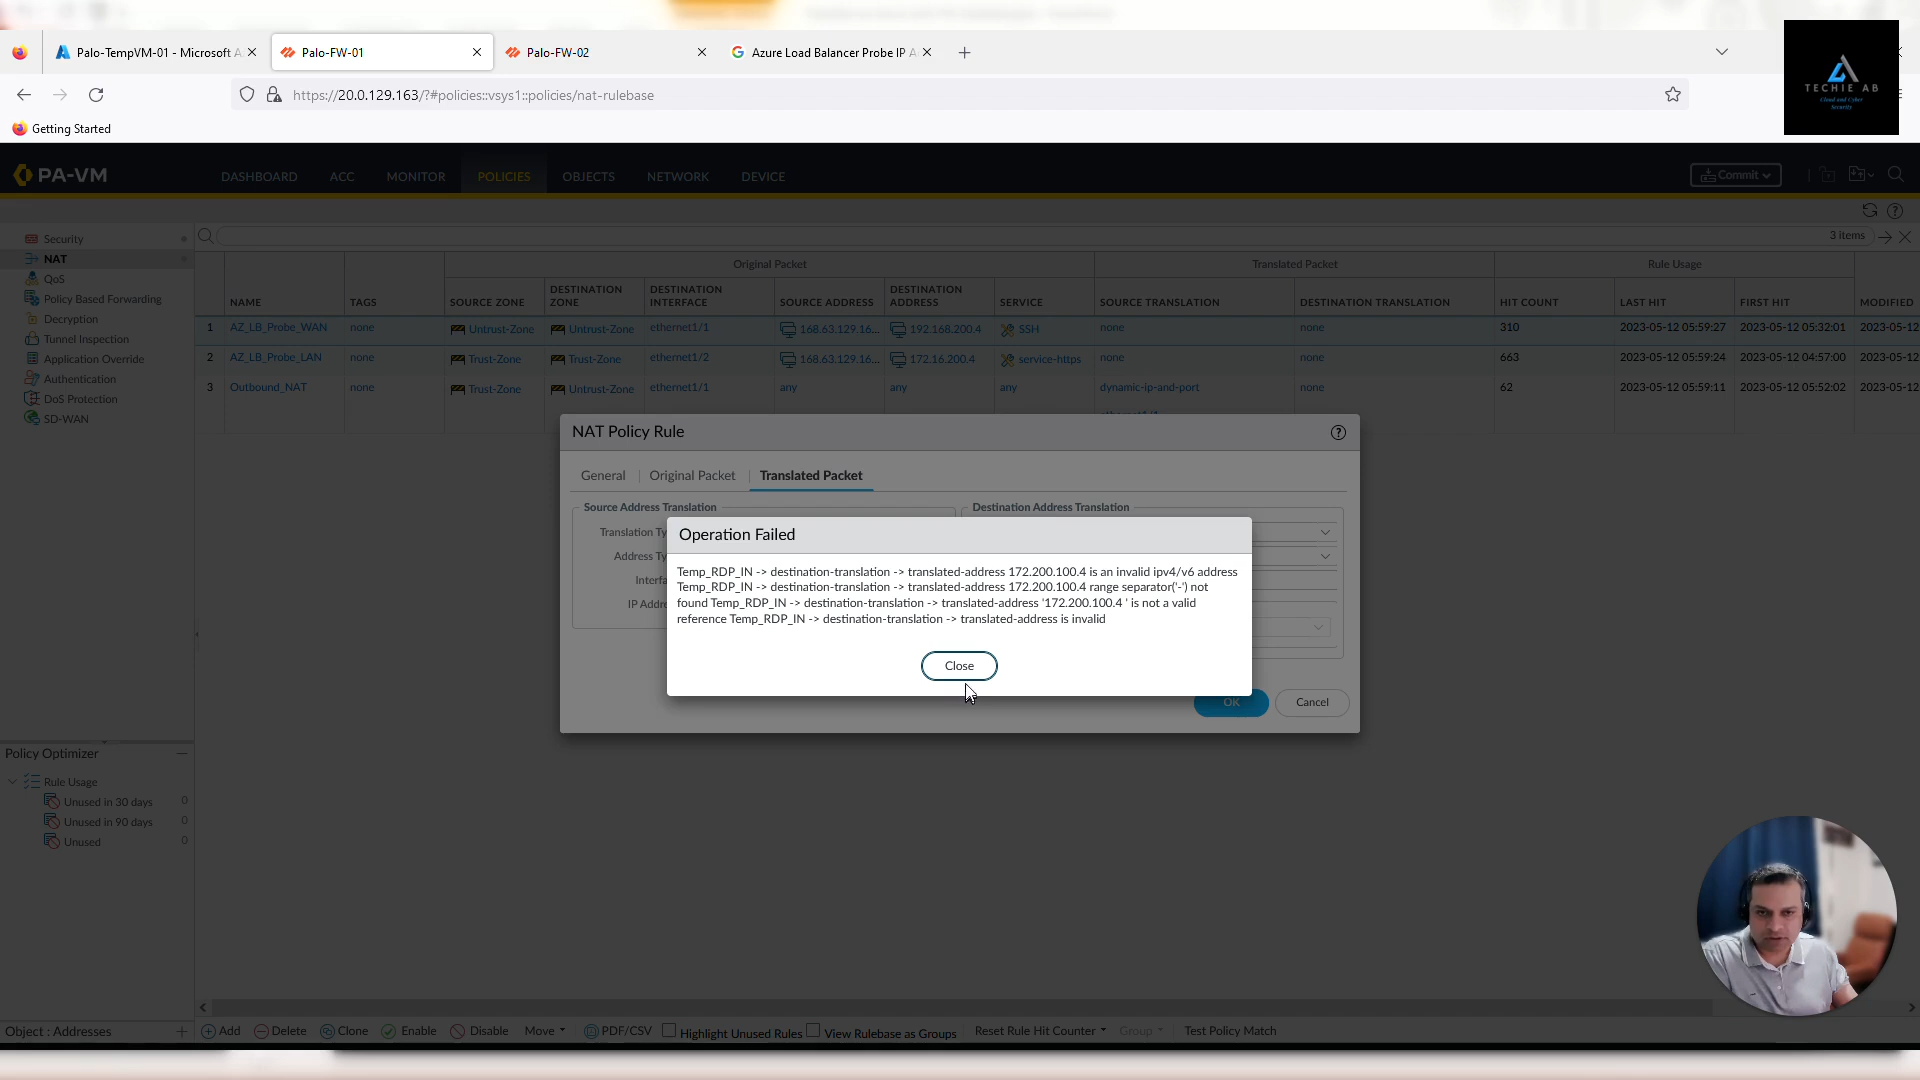 Palo-TempVM-01 - Microsoft A
Palo-FW-01
Palo-FW-02
Azure Load Balancer Probe IP A
https://20.0.129.163/?#policies::vsys1::policies/nat-rulebase
TECHIE AB
Cloud and Cyber
Security
Getting Started
PA-VM
DASHBOARD
ACC
MONITOR
POLICIES
OBJECTS
NETWORK
DEVICE
Commit
Security
NAT
QoS
Policy Based Forwarding
Decryption
Tunnel Inspection
Application Override
Authentication
DoS Protection
SD-WAN
3 items
Original Packet
Translated Packet
Rule Usage
NAME
TAGS
SOURCE ZONE
DESTINATION ZONE
DESTINATION INTERFACE
SOURCE ADDRESS
DESTINATION ADDRESS
SERVICE
SOURCE TRANSLATION
DESTINATION TRANSLATION
HIT COUNT
LAST HIT
FIRST HIT
MODIFIED
1 AZ_LB_Probe_WAN none Untrust-Zone Untrust-Zone ethernet1/1 168.63.129.16... 192.168.200.4 SSH none none 310 2023-05-12 05:59:27 2023-05-12 05:32:01 2023-05-12
2 AZ_LB_Probe_LAN none Trust-Zone Trust-Zone ethernet1/2 168.63.129.16... 172.16.200.4 service-https none none 663 2023-05-12 05:59:24 2023-05-12 04:57:00 2023-05-12
3 Outbound_NAT none Trust-Zone Untrust-Zone ethernet1/1 any any any dynamic-ip-and-port none 62 2023-05-12 05:59:11 2023-05-12 05:52:02 2023-05-12
NAT Policy Rule
General
Original Packet
Translated Packet
Source Address Translation
Destination Address Translation
Translation Ty
Address Ty
Interf
IP Addre
Operation Failed
Temp_RDP_IN -> destination-translation -> translated-address 172.200.100.4 is an invalid ipv4/v6 address
Temp_RDP_IN -> destination-translation -> translated-address 172.200.100.4 range separator('-') not
found Temp_RDP_IN -> destination-translation -> translated-address '172.200.100.4 ' is not a valid
reference Temp_RDP_IN -> destination-translation -> translated-address is invalid
Close
OK
Cancel
Policy Optimizer
Rule Usage
Unused in 30 days 0
Unused in 90 days 0
Unused 0
Object : Addresses
Add
Delete
Clone
Enable
Disable
Move
PDF/CSV
Highlight Unused Rules
View Rulebase as Groups
Reset Rule Hit Counter
Group
Test Policy Match